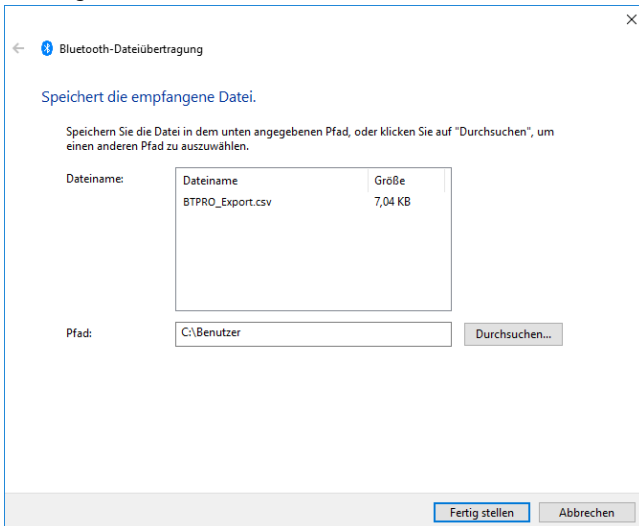 Bluetooth-Dateiübertragung
Speichert die empfangene Datei.
Speichern Sie die Datei in dem unten angegebenen Pfad, oder klicken Sie auf "Durchsuchen", um
einen anderen Pfad zu auszuwählen.
Dateiname:
Dateiname Größe
BTPRO_Export.csv 7,04 KB
Pfad: C:\Benutzer Durchsuchen...
Fertig stellen Abbrechen